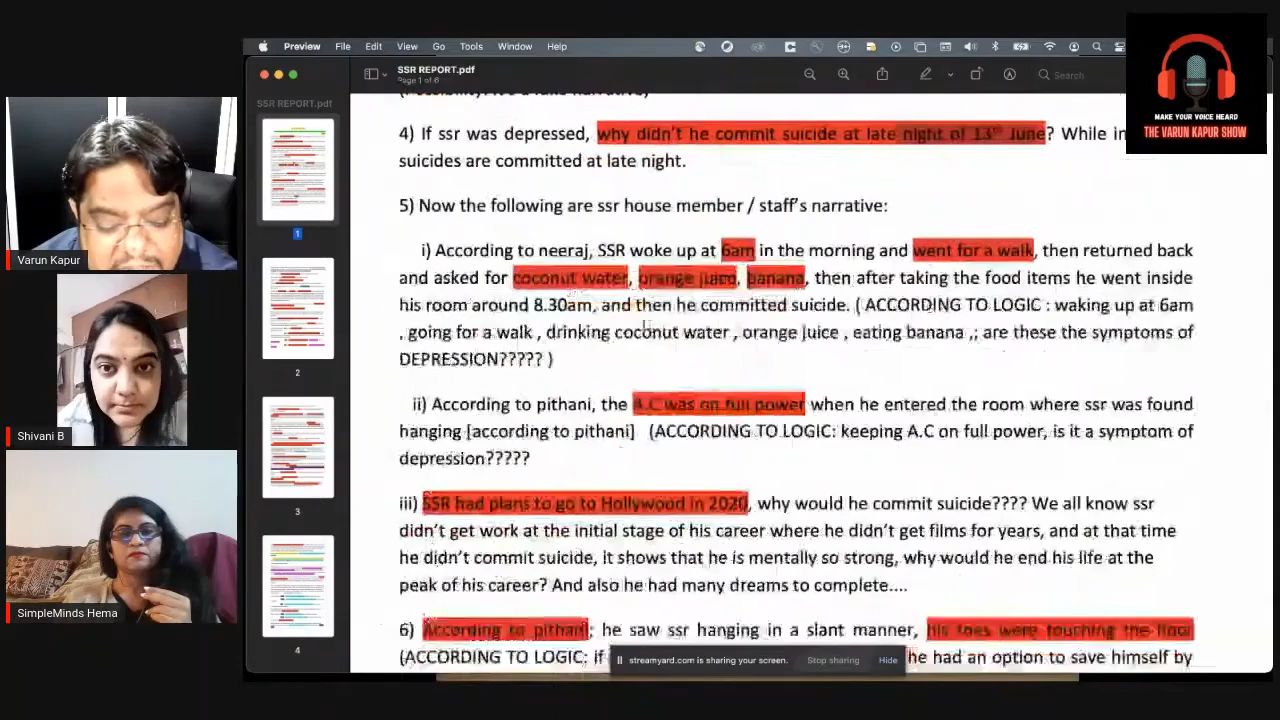 Preview File Edit View Go Tools Window Help
SSR REPORT.pdf
Page 1 of 6
Search
MAKE YOUR VOICE HEARD
THE VARUN KAPUR SHOW
SSR REPORT.pdf
1
2
3
4
Varun Kapur
Shivani B
SimpleMinds Hema
4) If ssr was depressed, why didn't he commit suicide at late night of 13th June? While in
suicides are committed at late night.
5) Note the following are ssr house member / staff's narrative:
i) According to neeraj, SSR woke up at 6am in the morning and went for a walk, then returned back
and asked for coconut water, orange juice, banana, then after taking the food items he went inside
his room around 9-10am, and then he committed suicide. ( ACCORDING TO LOGIC : waking up at 6am
, going for a walk , drinking coconut water, orange juice , eating banana ,; are these the symptoms of
DEPRESSION????? )
ii) According to pithani, the A.C was on full power when he entered the room where ssr was found
hanging [according to pithani] (ACCORDING TO LOGIC: keeping A.C on full power, is it a symptom of
depression?????
iii) SSR had plans to go to Hollywood in 2020, why would he commit suicide???? We all know ssr
didn't get work at the initial stage of his career where he didn't get films for years, and at that time
he didn't commit suicide, it shows that he is mentally so strong, why would he end his life at the
peak of his career? And also he had many dreams to complete....
6) According to pithani; he saw ssr hanging in a slant manner, his toes were touching the floor
(ACCORDING TO LOGIC: if he had an option to save himself by
streamyard.com is sharing your screen. Stop sharing Hide